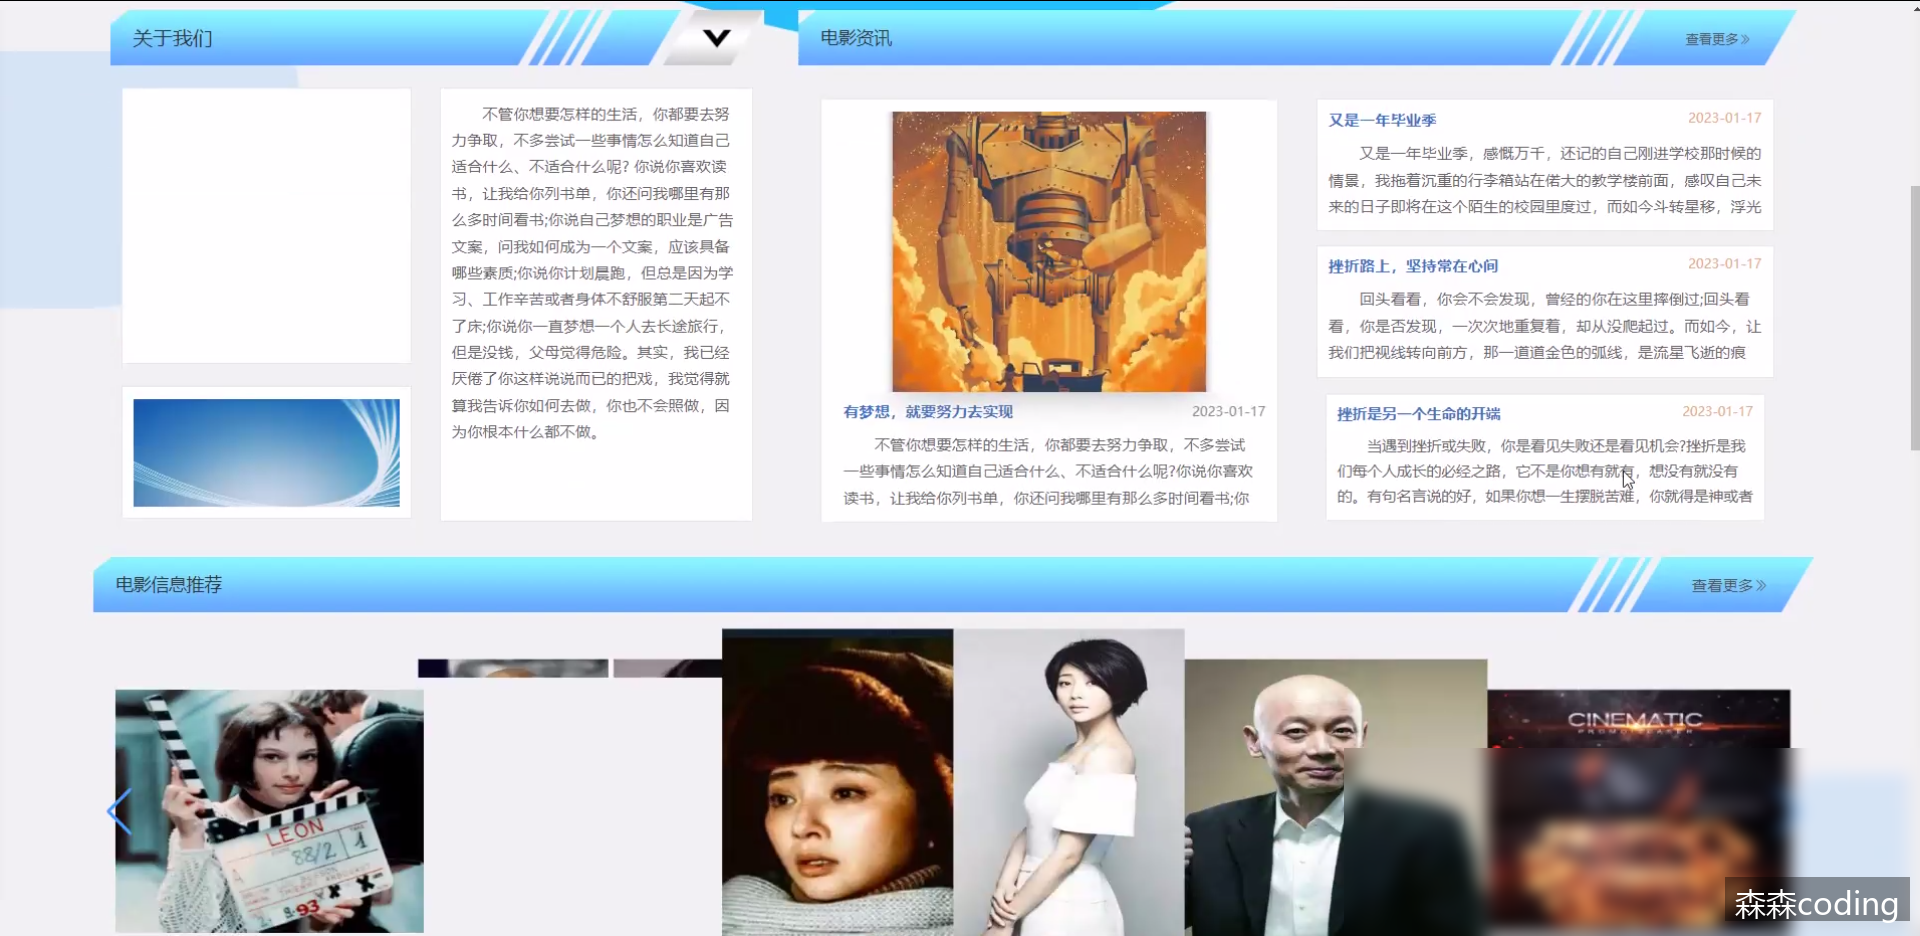 关于我们
电影资讯
查看更多》
不管你想要怎样的生活，你都要去努
力争取，不多尝试一些事情怎么知道自己
适合什么、不适合什么呢? 你说你喜欢读
书，让我给你列书单，你还问我哪里有那
么多时间看书;你说自己梦想的职业是广告
文案，问我如何成为一个文案，应该具备
哪些素质;你说你计划晨跑，但总是因为学
习、工作辛苦或者身体不舒服第二天起不
了床;你说你一直梦想一个人去长途旅行，
但是没钱，父母觉得危险。其实，我已经
厌倦了你这样说说而已的把戏，我觉得就
算我告诉你如何去做，你也不会照做，因
为你根本什么都不做。
有梦想，就要努力去实现 2023-01-17
不管你想要怎样的生活，你都要去努力争取，不多尝试
一些事情怎么知道自己适合什么、不适合什么呢?你说你喜欢
读书，让我给你列书单，你还问我哪里有那么多时间看书;你
又是一年毕业季 2023-01-17
又是一年毕业季，感慨万千，还记的自己刚进学校那时候的
情景，我拖着沉重的行李箱站在偌大的教学楼前面，感叹自己未
来的日子即将在这个陌生的校园里度过，而如今斗转星移，浮光
挫折路上，坚持常在心间 2023-01-17
回头看看，你会不会发现，曾经的你在这里摔倒过;回头看
看，你是否发现，一次次地重复着，却从没爬起过。而如今，让
我们把视线转向前方，那一道道金色的弧线，是流星飞逝的痕
挫折是另一个生命的开端 2023-01-17
当遇到挫折或失败，你是看见失败还是看见机会?挫折是我
们每个人成长的必经之路，它不是你想有就有，想没有就没有
的。有句名言说的好，如果你想一生摆脱苦难，你就得是神或者
电影信息推荐
查看更多》
CINEMATIC
LEON
88/2 1
93
森森coding